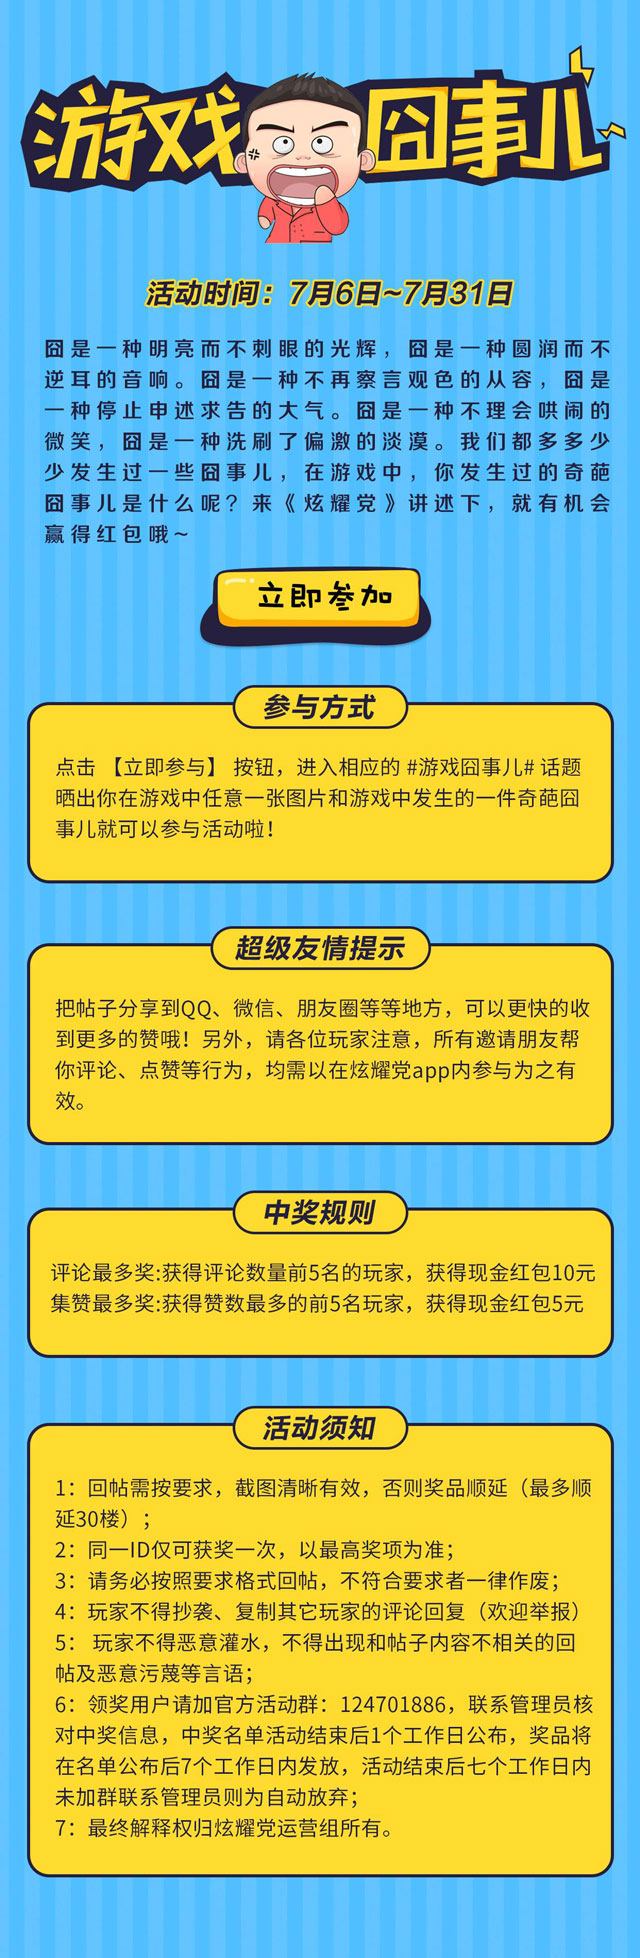 游戏囧事儿
活动时间：7月6日~7月31日
囧是一种明亮而不刺眼的光辉，囧是一种圆润而不
逆耳的音响。囧是一种不再察言观色的从容，囧是
一种停止申述求告的大气。囧是一种不理会哄闹的
微笑，囧是一种洗刷了偏激的淡漠。我们都多多少
少发生过一些囧事儿，在游戏中，你发生过的奇葩
囧事儿是什么呢？来《炫耀党》讲述下，就有机会
赢得红包哦~
立即参加
参与方式
点击 【立即参与】 按钮，进入相应的 #游戏囧事儿# 话题
晒出你在游戏中任意一张图片和游戏中发生的一件奇葩囧
事儿就可以参与活动啦！
超级友情提示
把帖子分享到QQ、微信、朋友圈等等地方，可以更快的收
到更多的赞哦！另外，请各位玩家注意，所有邀请朋友帮
你评论、点赞等行为，均需以在炫耀党app内参与为之有
效。
中奖规则
评论最多奖:获得评论数量前5名的玩家，获得现金红包10元
集赞最多奖:获得赞数最多的前5名玩家，获得现金红包5元
活动须知
1：回帖需按要求，截图清晰有效，否则奖品顺延（最多顺
延30楼）；
2：同一ID仅可获奖一次，以最高奖项为准；
3：请务必按照要求格式回帖，不符合要求者一律作废；
4：玩家不得抄袭、复制其它玩家的评论回复（欢迎举报）
5： 玩家不得恶意灌水，不得出现和帖子内容不相关的回
帖及恶意污蔑等言语；
6：领奖用户请加官方活动群：124701886，联系管理员核
对中奖信息，中奖名单活动结束后1个工作日公布，奖品将
在名单公布后7个工作日内发放，活动结束后七个工作日内
未加群联系管理员则为自动放弃；
7：最终解释权归炫耀党运营组所有。